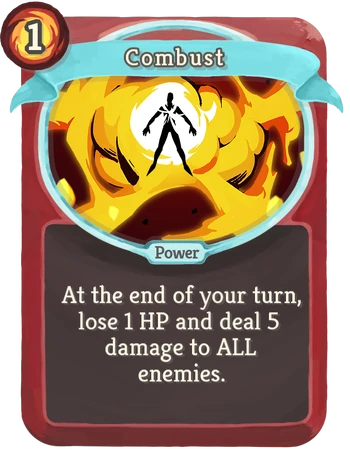 1
Combust
Power
At the end of your turn,
lose 1 HP and deal 5
damage to ALL
enemies.